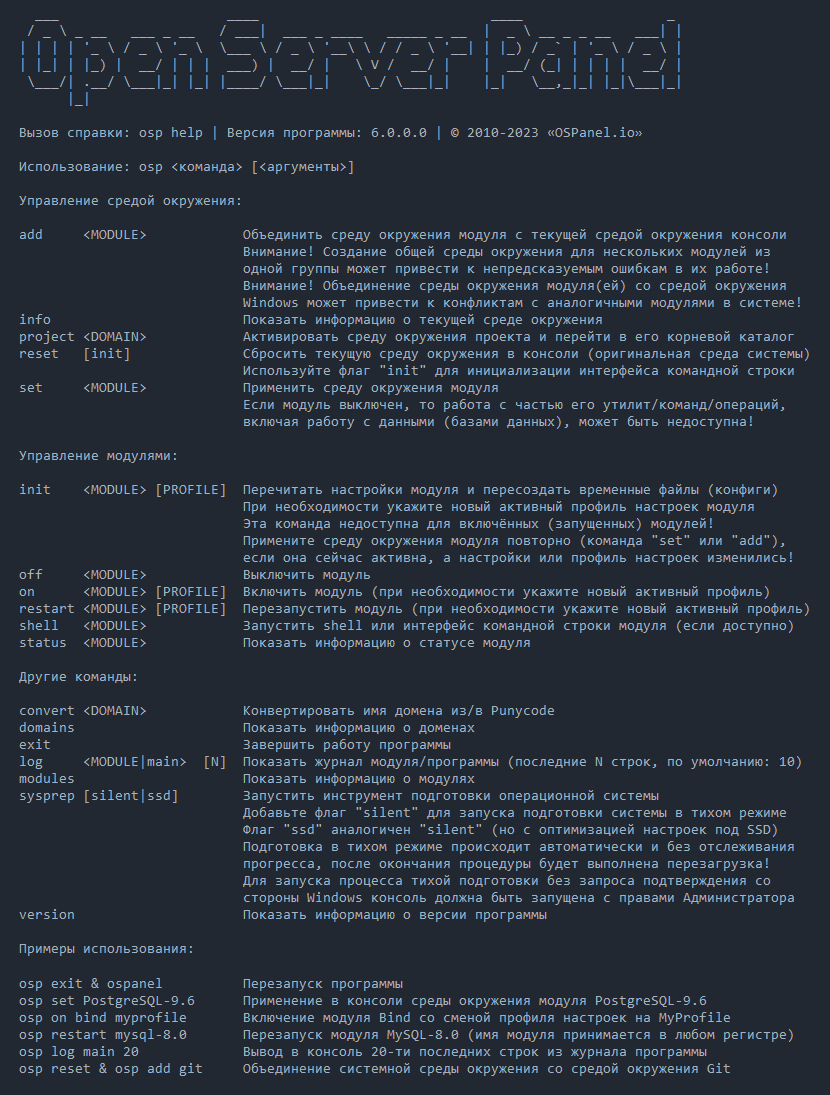 Open Server Panel
Вызов справки: osp help | Версия программы: 6.0.0.0 | © 2010-2023 «OSPanel.io»
Использование: osp <команда> [<аргументы>]
Управление средой окружения:
add     <MODULE>            Объединить среду окружения модуля с текущей средой окружения консоли
                            Внимание! Создание общей среды окружения для нескольких модулей из
                            одной группы может привести к непредсказуемым ошибкам в их работе!
                            Внимание! Объединение среды окружения модуля(ей) со средой окружения
                            Windows может привести к конфликтам с аналогичными модулями в системе!
info                        Показать информацию о текущей среде окружения
project <DOMAIN>            Активировать среду окружения проекта и перейти в его корневой каталог
reset   [init]              Сбросить текущую среду окружения в консоли (оригинальная среда системы)
                            Используйте флаг "init" для инициализации интерфейса командной строки
set     <MODULE>            Применить среду окружения модуля
                            Если модуль выключен, то работа с частью его утилит/команд/операций,
                            включая работу с данными (базами данных), может быть недоступна!
Управление модулями:
init    <MODULE> [PROFILE]  Перечитать настройки модуля и пересоздать временные файлы (конфиги)
                            При необходимости укажите новый активный профиль настроек модуля
                            Эта команда недоступна для включённых (запущенных) модулей!
                            Примените среду окружения модуля повторно (команда "set" или "add"),
                            если она сейчас активна, а настройки или профиль настроек изменились!
off     <MODULE>            Выключить модуль
on      <MODULE> [PROFILE]  Включить модуль (при необходимости укажите новый активный профиль)
restart <MODULE> [PROFILE]  Перезапустить модуль (при необходимости укажите новый активный профиль)
shell   <MODULE>            Запустить shell или интерфейс командной строки модуля (если доступно)
status  <MODULE>            Показать информацию о статусе модуля
Другие команды:
convert <DOMAIN>            Конвертировать имя домена из/в Punycode
domains                     Показать информацию о доменах
exit                        Завершить работу программы
log     <MODULE|main>  [N]  Показать журнал модуля/программы (последние N строк, по умолчанию: 10)
modules                     Показать информацию о модулях
sysprep [silent|ssd]        Запустить инструмент подготовки операционной системы
                            Добавьте флаг "silent" для запуска подготовки системы в тихом режиме
                            Флаг "ssd" аналогичен "silent" (но с оптимизацией настроек под SSD)
                            Подготовка в тихом режиме происходит автоматически и без отслеживания
                            прогресса, после окончания процедуры будет выполнена перезагрузка!
                            Для запуска процесса тихой подготовки без запроса подтверждения со
                            стороны Windows консоль должна быть запущена с правами Администратора
version                     Показать информацию о версии программы
Примеры использования:
osp exit & ospanel          Перезапуск программы
osp set PostgreSQL-9.6      Применение в консоли среды окружения модуля PostgreSQL-9.6
osp on bind myprofile       Включение модуля Bind со сменой профиля настроек на MyProfile
osp restart mysql-8.0       Перезапуск модуля MySQL-8.0 (имя модуля принимается в любом регистре)
osp log main 20             Вывод в консоль 20-ти последних строк из журнала программы
osp reset & osp add git     Объединение системной среды окружения со средой окружения Git